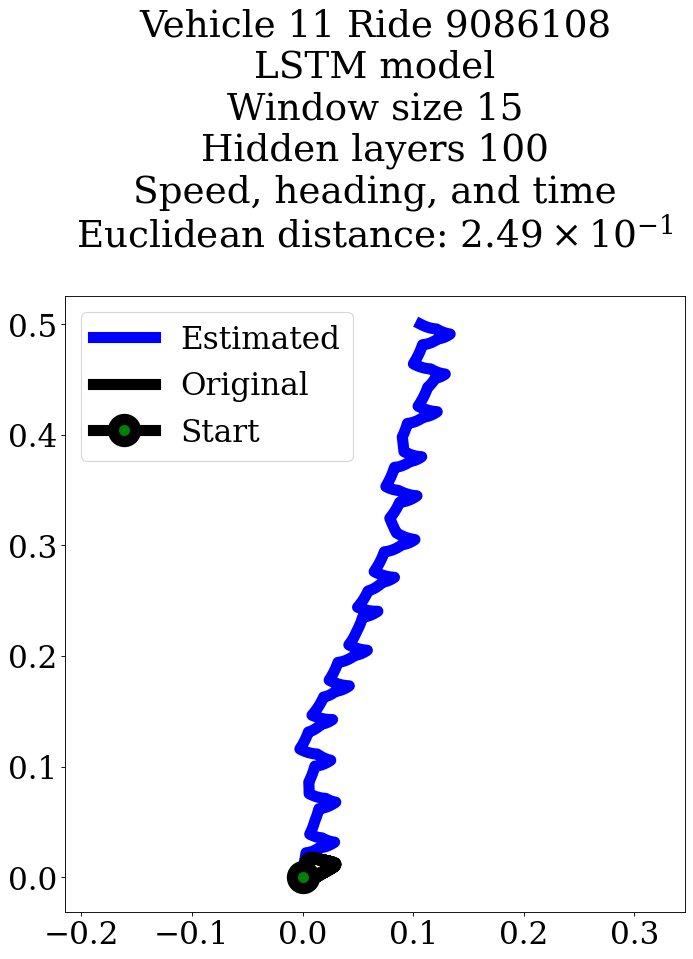 Vehicle 11 Ride 9086108
LSTM model
Window size 15
Hidden layers 100
Speed, heading, and time
Euclidean distance: 2.49 × 10⁻¹
Estimated
Original
Start
0.5
0.4
0.3
0.2
0.1
0.0
−0.2 −0.1 0.0 0.1 0.2 0.3